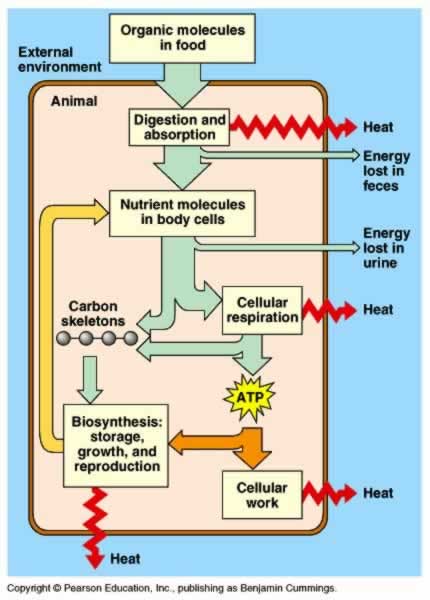 Organic molecules
in food
External
environment
Animal
Digestion and
absorption
Heat
Energy
lost in
feces
Nutrient molecules
in body cells
Energy
lost in
urine
Carbon
skeletons
Cellular
respiration
Heat
ATP
Biosynthesis:
storage,
growth, and
reproduction
Cellular
work
Heat
Heat
Copyright © Pearson Education, Inc., publishing as Benjamin Cummings.